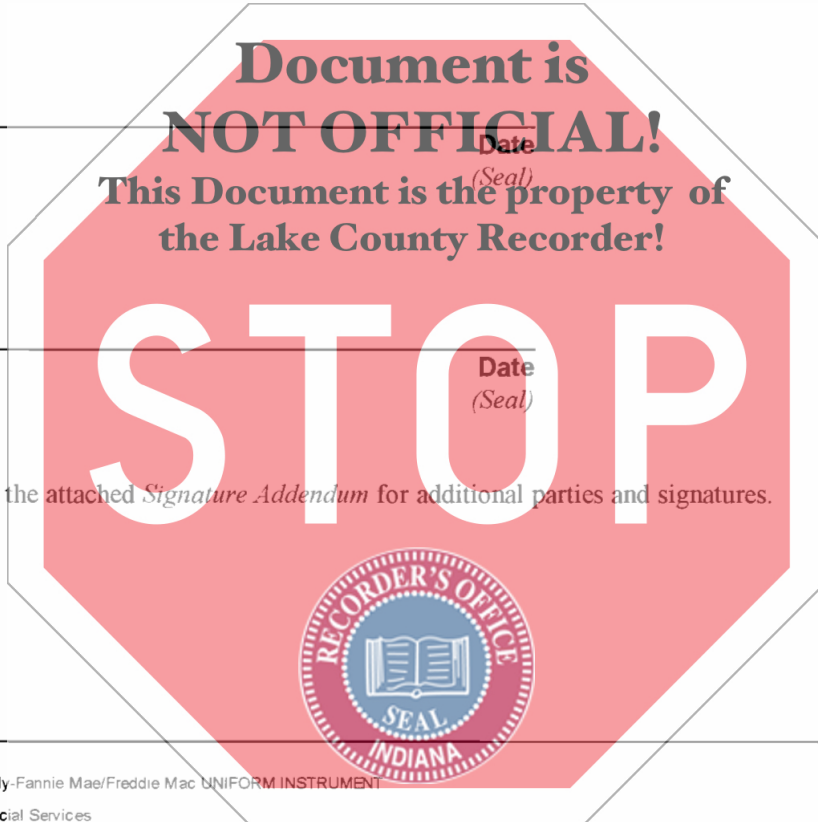 Document is
NOT OFFICIAL!
Date
(Seal)
This Document is the property of
the Lake County Recorder!
STOP
Date
(Seal)
the attached Signature Addendum for additional parties and signatures.
RECORDER'S OFFICE
SEAL
INDIANA
ly-Fannie Mae/Freddie Mac UNIFORM INSTRUMENT
cial Services